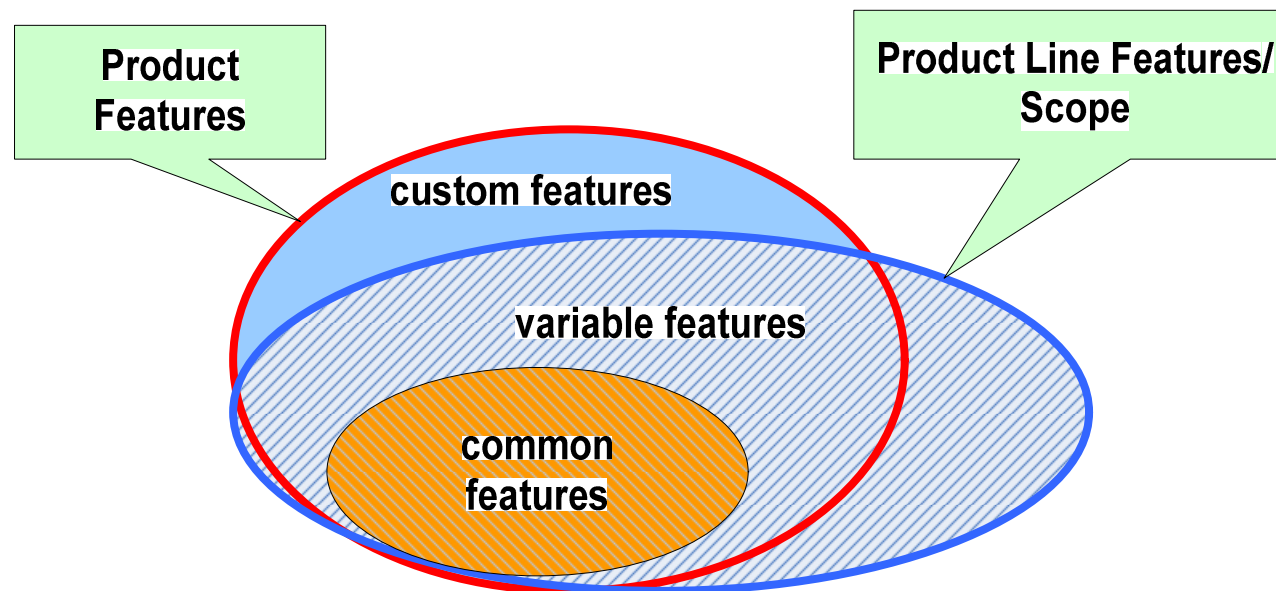 Product
Features
Product Line Features/
Scope
custom features
variable features
common
features